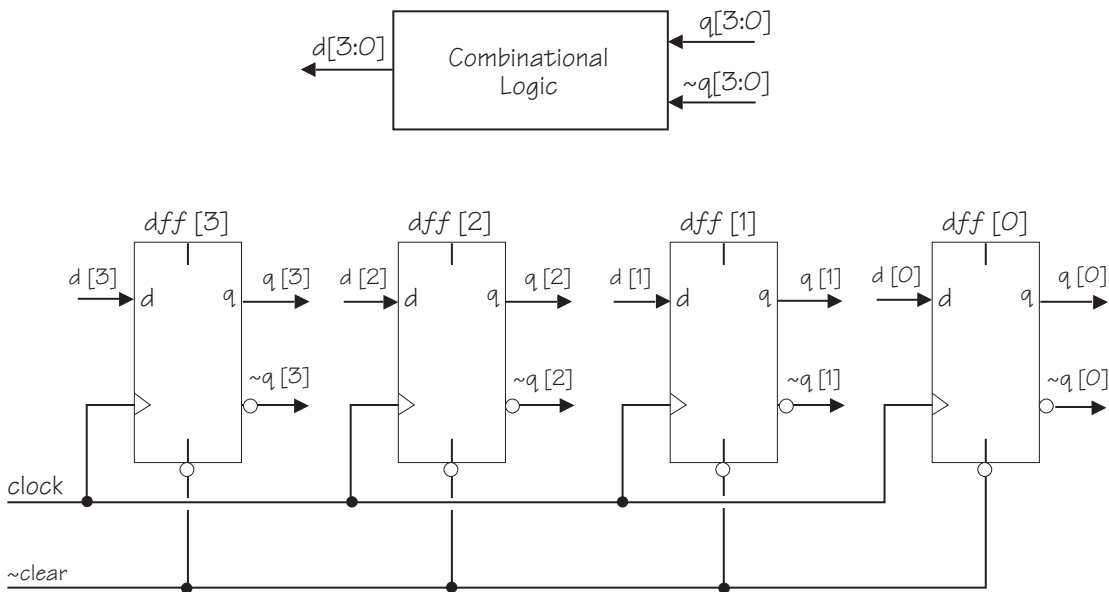 q[3:0]
d[3:0]
Combinational
Logic
~q[3:0]
dff [3]
dff [2]
dff [1]
dff [0]
d [3]
d
q
q [3]
d [2]
d
q
q [2]
d [1]
d
q
q [1]
d [0]
d
q
q [0]
~q [3]
~q [2]
~q [1]
~q [0]
clock
~clear